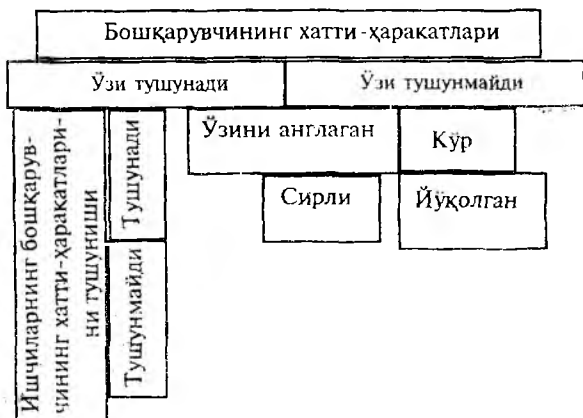 Бошқарувчининг хатти-ҳаракатлари
Ўзи тушунади
Ўзи тушунмайди
Ишчиларнинг бошқарув-
чининг хатти-ҳаракатлари-
ни тушуниши
Тушунади
Тушунмайди
Ўзини англаган
Кўр
Сирли
Йўқолган